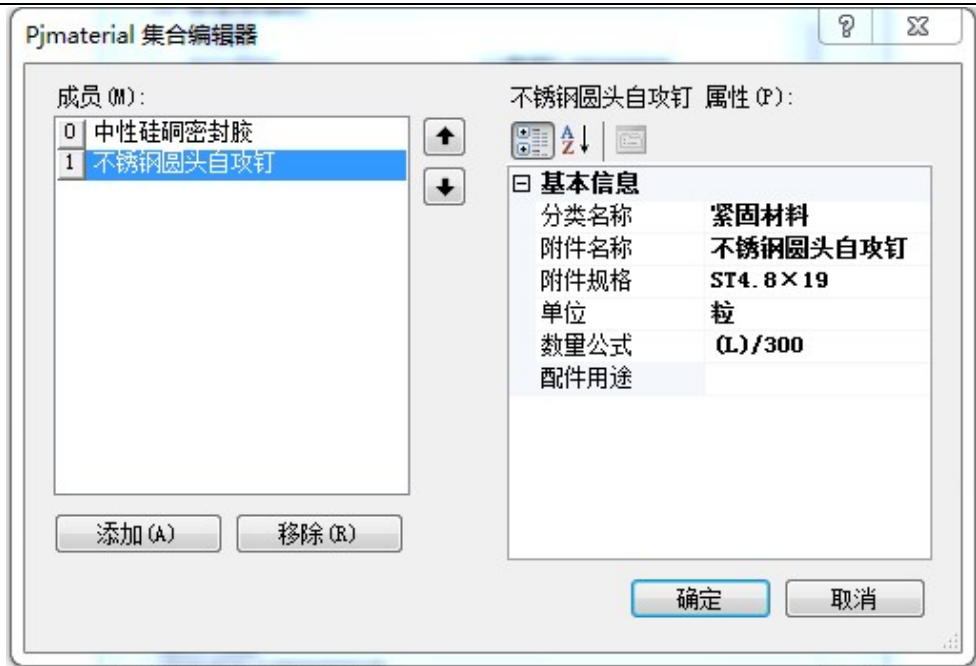 Pjmaterial 集合编辑器
成员(M):
0 中性硅硐密封胶
1 不锈钢圆头自攻钉
添加(A) 移除(R)
不锈钢圆头自攻钉 属性(P):
基本信息
分类名称 紧固材料
附件名称 不锈钢圆头自攻钉
附件规格 ST4.8×19
单位 粒
数量公式 (L)/300
配件用途
确定 取消